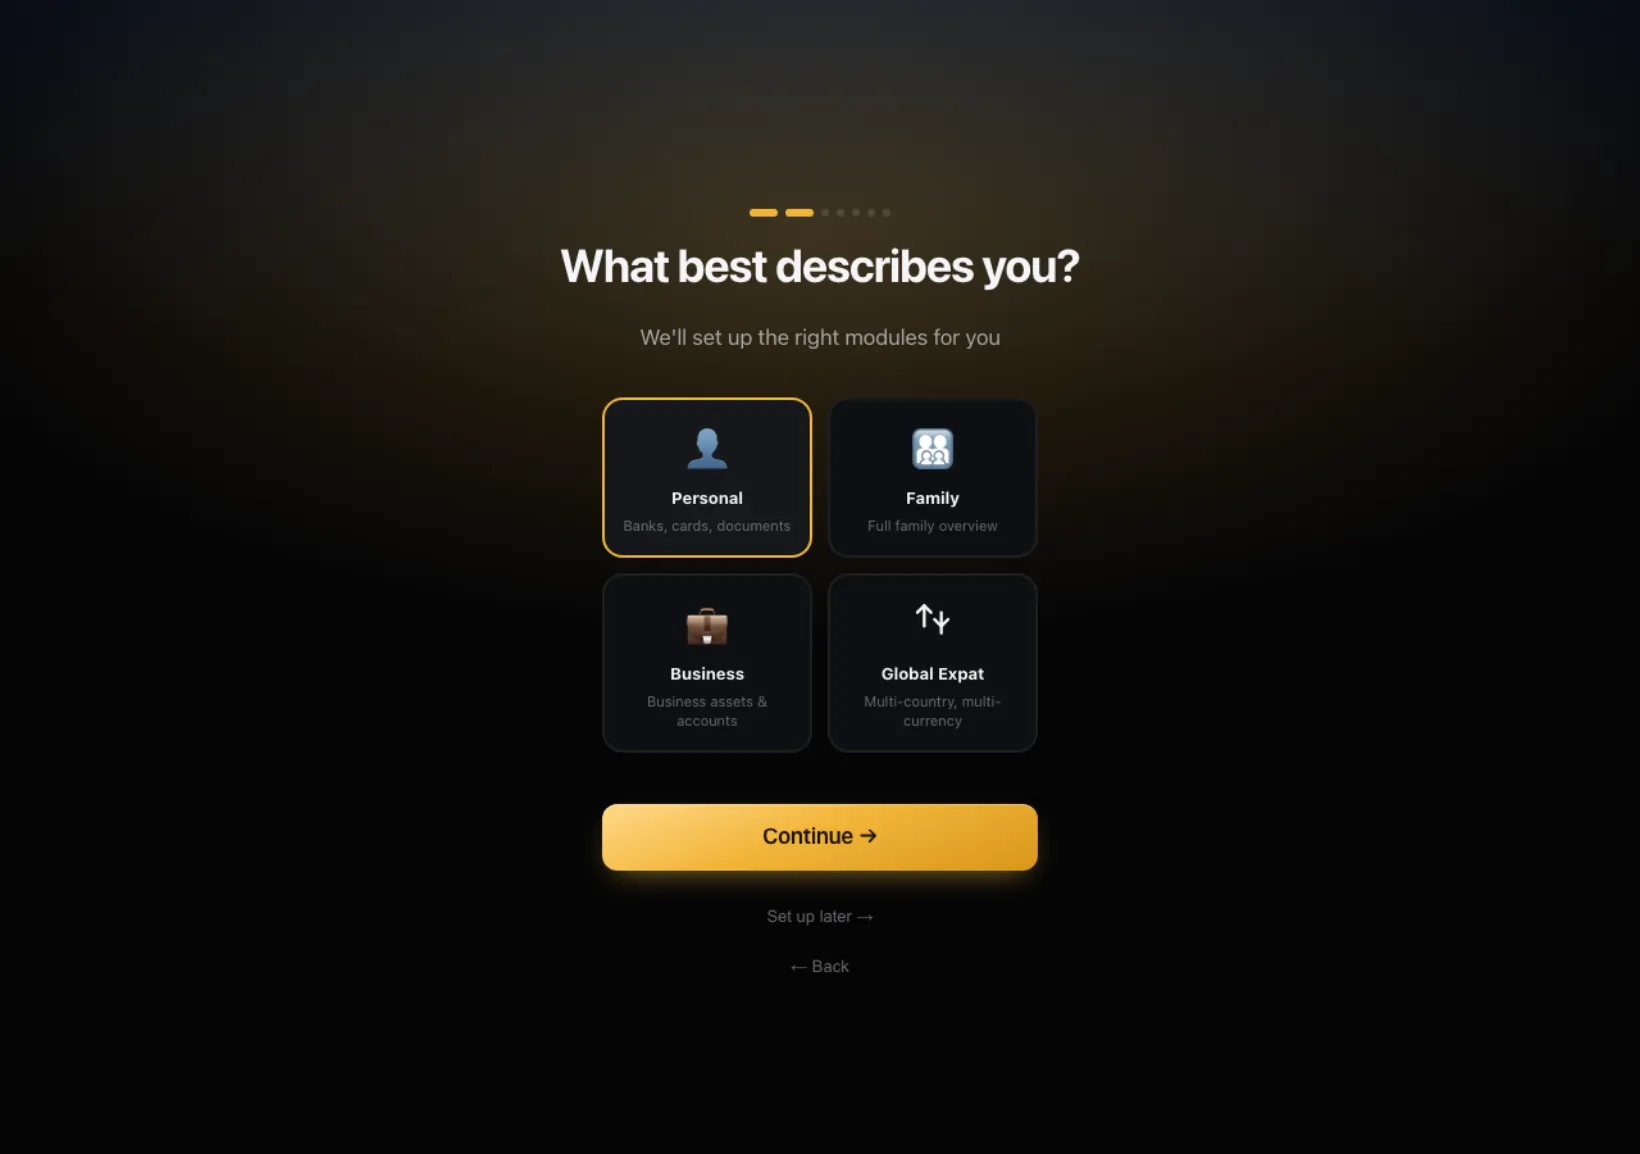 What best describes you?
We'll set up the right modules for you
Personal
Banks, cards, documents
Family
Full family overview
Business
Business assets &
accounts
Global Expat
Multi-country, multi-
currency
Continue →
Set up later →
← Back